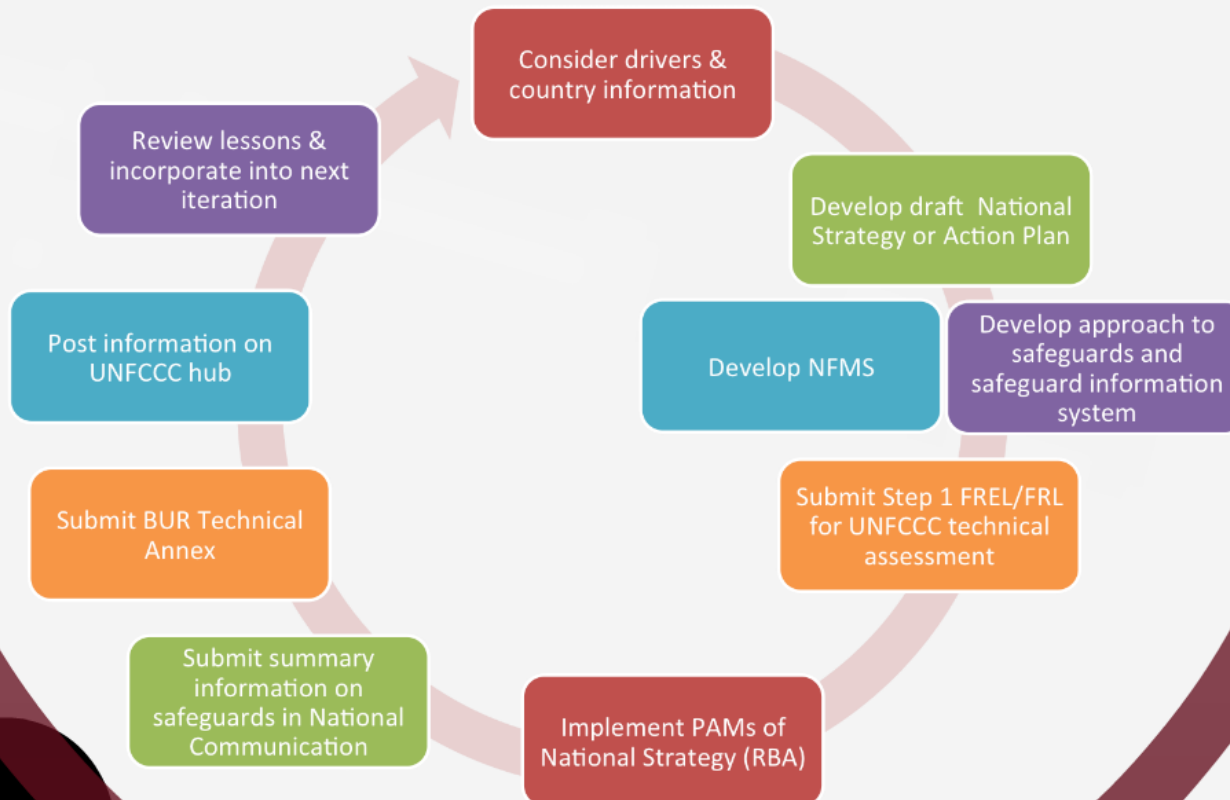 Consider drivers &
country information
Develop draft National
Strategy or Action Plan
Develop NFMS
Develop approach to
safeguards and
safeguard information
system
Submit Step 1 FREL/FRL
for UNFCCC technical
assessment
Implement PAMs of
National Strategy (RBA)
Submit summary
information on
safeguards in National
Communication
Submit BUR Technical
Annex
Post information on
UNFCCC hub
Review lessons &
incorporate into next
iteration